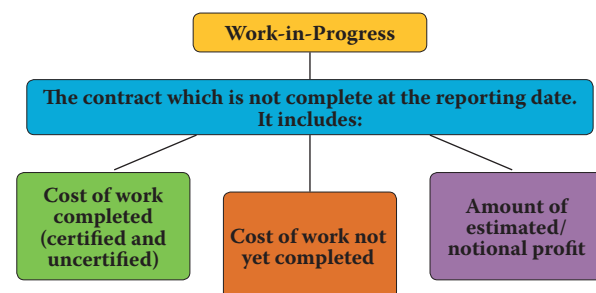 Work-in-Progress
The contract which is not complete at the reporting date.
It includes:
Cost of work
completed
(certified and
uncertified)
Cost of work not
yet completed
Amount of
estimated/
notional profit